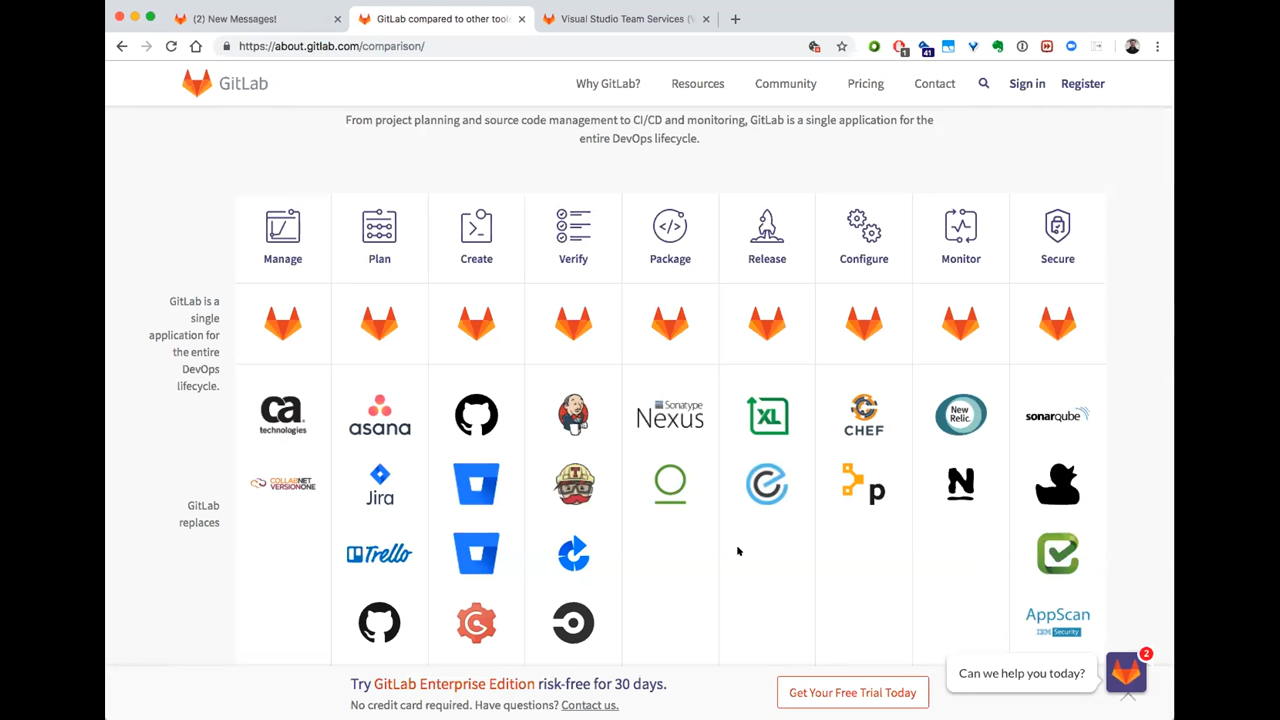 (2) New Messages!
GitLab compared to other tool
Visual Studio Team Services (V
https://about.gitlab.com/comparison/
1
41
GitLab
Why GitLab?
Resources
Community
Pricing
Contact
Sign in
Register
From project planning and source code management to CI/CD and monitoring, GitLab is a single application for the
entire DevOps lifecycle.
Manage
Plan
Create
Verify
Package
Release
Configure
Monitor
Secure
GitLab is a
single
application for
the entire
DevOps
lifecycle.
ca
technologies
asana
Sonatype
Nexus
XL
CHEF
New
Relic.
sonarqube
COLLABNET
VERSIONONE
Jira
p
N
GitLab
replaces
Trello
G
AppScan
IBM Security
2
Can we help you today?
Try GitLab Enterprise Edition risk-free for 30 days.
No credit card required. Have questions? Contact us.
Get Your Free Trial Today